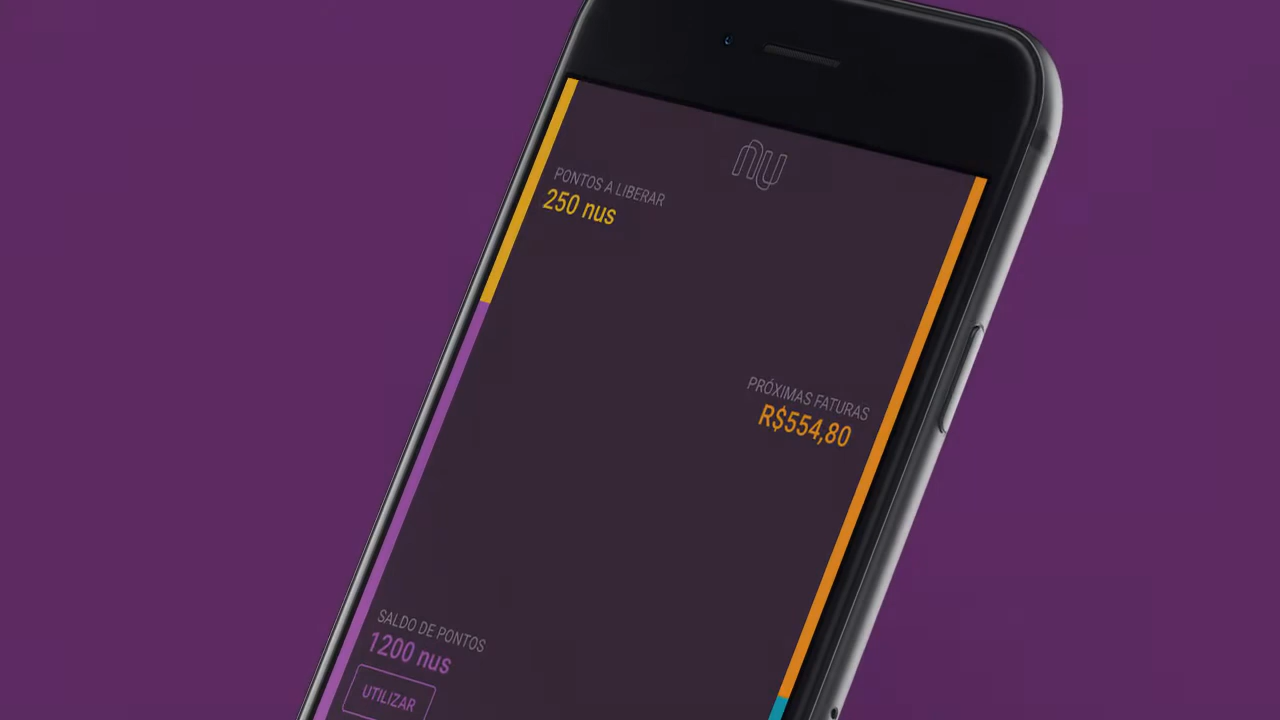 nu
PONTOS A LIBERAR
250 nus
PRÓXIMAS FATURAS
R$554,80
SALDO DE PONTOS
1200 nus
UTILIZAR